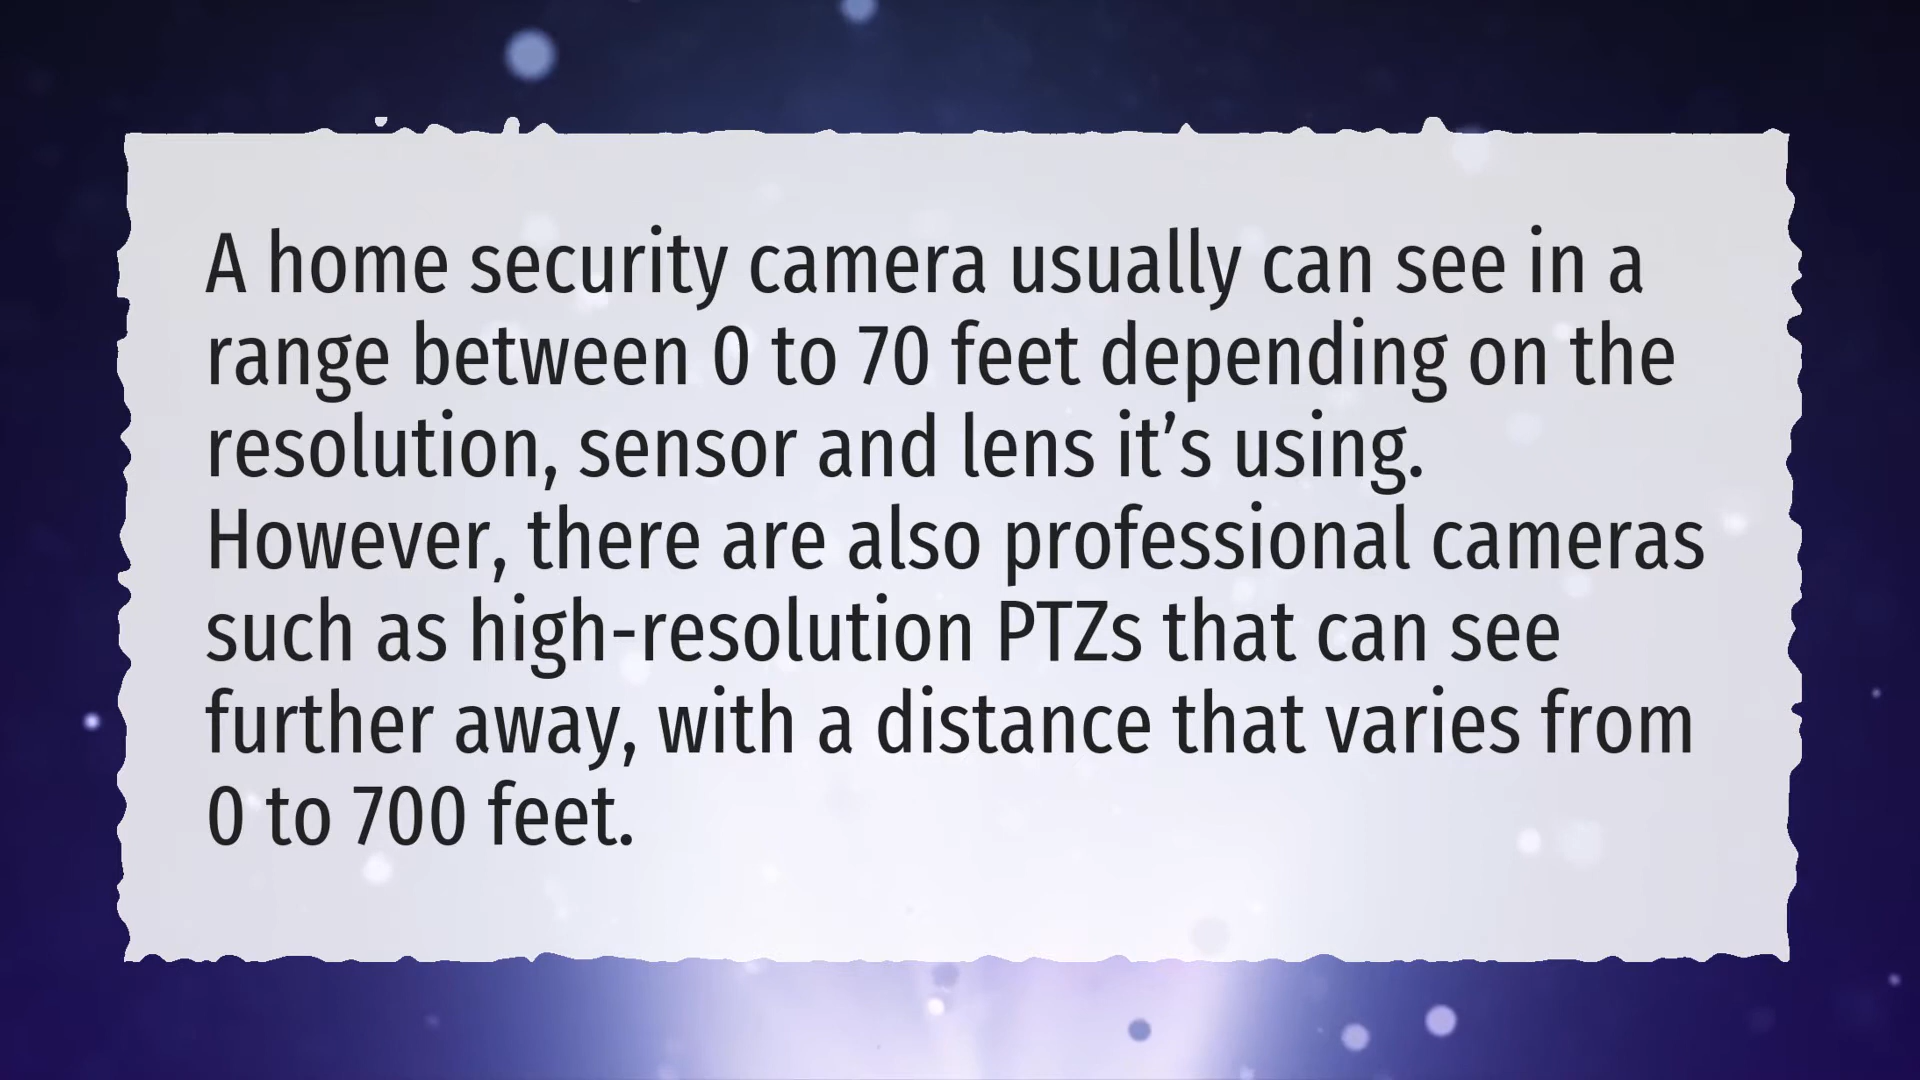 A home security camera usually can see in a
range between 0 to 70 feet depending on the
resolution, sensor and lens it’s using.
However, there are also professional cameras
such as high-resolution PTZs that can see
further away, with a distance that varies from
0 to 700 feet.